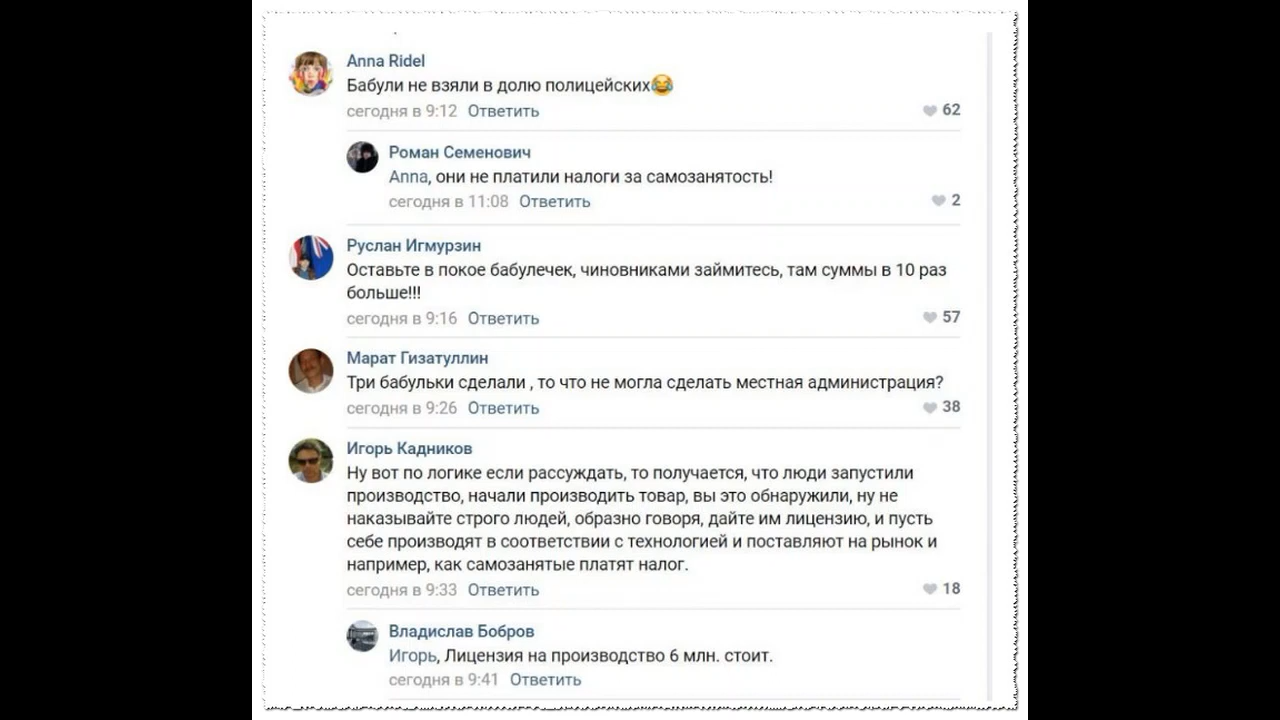 Anna Ridel
Бабули не взяли в долю полицейских😂
сегодня в 9:12 Ответить 62
Роман Семенович
Anna, они не платили налоги за самозанятость!
сегодня в 11:08 Ответить 2
Руслан Игмурзин
Оставьте в покое бабулечек, чиновниками займитесь, там суммы в 10 раз
больше!!!
сегодня в 9:16 Ответить 57
Марат Гизатуллин
Три бабульки сделали , то что не могла сделать местная администрация?
сегодня в 9:26 Ответить 38
Игорь Кадников
Ну вот по логике если рассуждать, то получается, что люди запустили
производство, начали производить товар, вы это обнаружили, ну не
наказывайте строго людей, образно говоря, дайте им лицензию, и пусть
себе производят в соответствии с технологией и поставляют на рынок и
например, как самозанятые платят налог.
сегодня в 9:33 Ответить 18
Владислав Бобров
Игорь, Лицензия на производство 6 млн. стоит.
сегодня в 9:41 Ответить